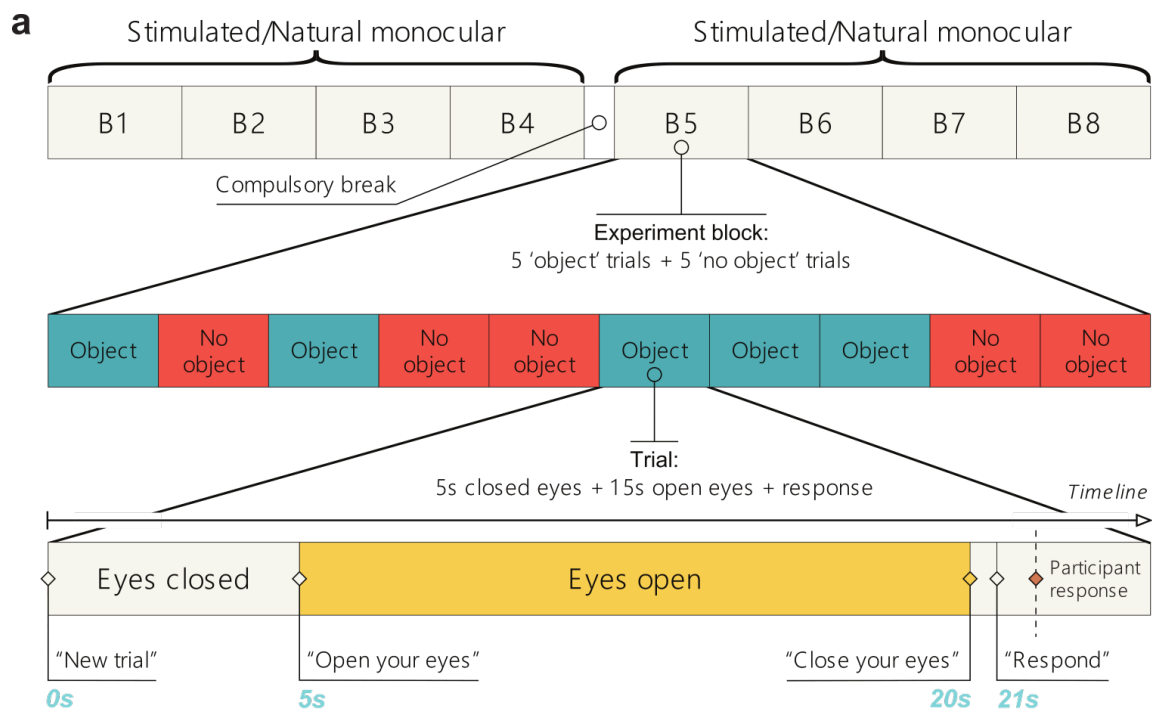 a
Stimulated/Natural monocular
Stimulated/Natural monocular
B1
B2
B3
B4
B5
B6
B7
B8
Compulsory break
Experiment block:
5 ‘object’ trials + 5 ‘no object’ trials
Object
No
object
Object
No
object
No
object
Object
Object
Object
No
object
No
object
Trial:
5s closed eyes + 15s open eyes + response
Timeline
Eyes closed
Eyes open
Participant
response
“New trial”
“Open your eyes”
“Close your eyes”
“Respond”
0s
5s
20s
21s